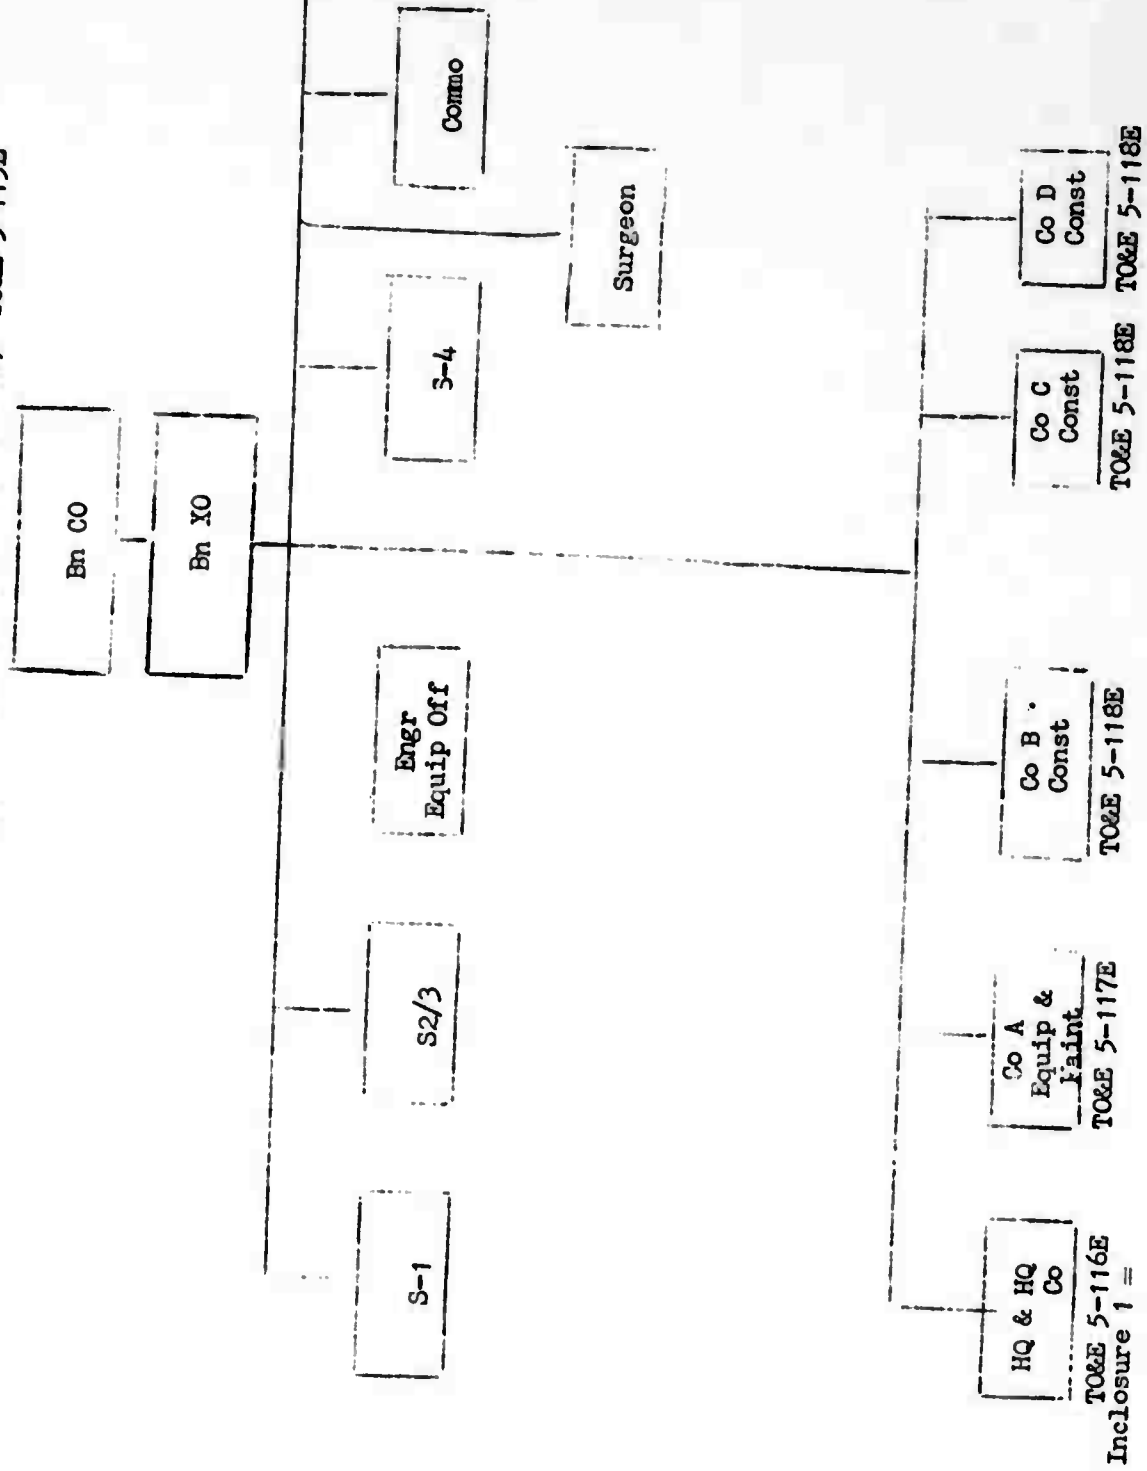 Bn CO
Bn XO
S-1
S2/3
Engr
Equip Off
S-4
Surgeon
Commo
HQ & HQ
Co
TO&E 5-116E
Co A
Equip &
Maint
TO&E 5-117E
Co B
Const
TO&E 5-118E
Co C
Const
TO&E 5-118E
Co D
Const
TO&E 5-118E
Inclosure 1